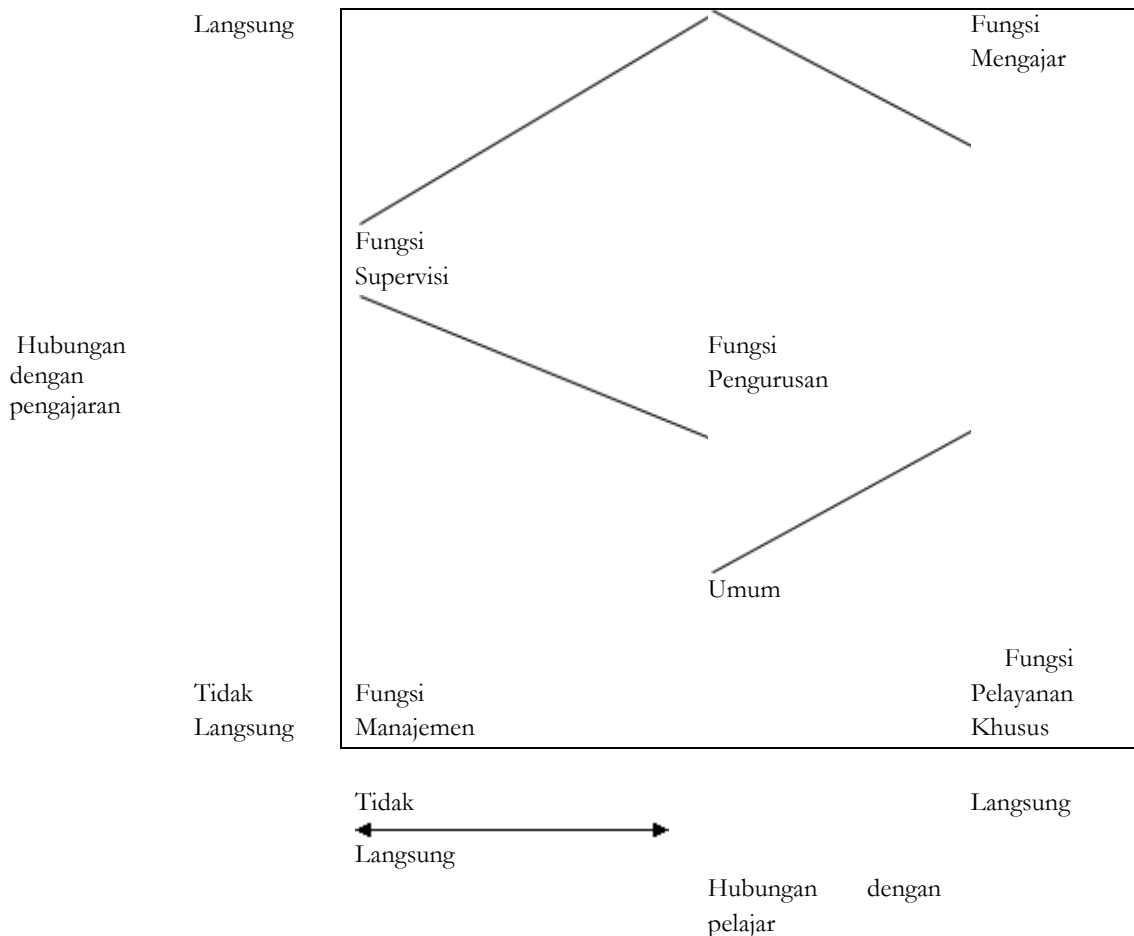 Langsung
Fungsi
Mengajar
Fungsi
Supervisi
Hubungan
dengan
pengajaran
Fungsi
Pengurusan
Umum
Fungsi
Tidak
Langsung
Fungsi
Manajemen
Pelayanan
Khusus
Tidak
Langsung
Langsung
Hubungan dengan
pelajar